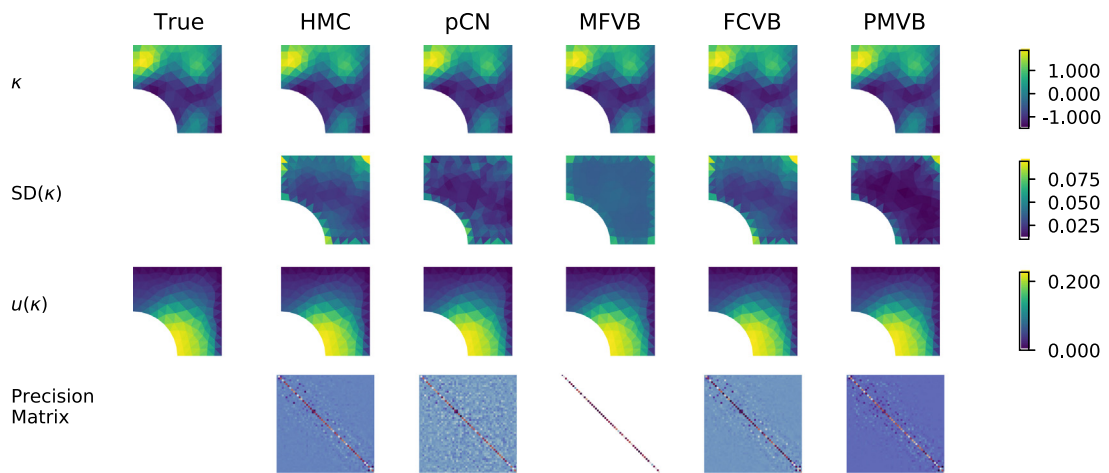 True HMC pCN MFVB FCVB PMVB
κ
1.000
0.000
-1.000
SD(κ)
0.075
0.050
0.025
u(κ)
0.200
0.000
Precision
Matrix